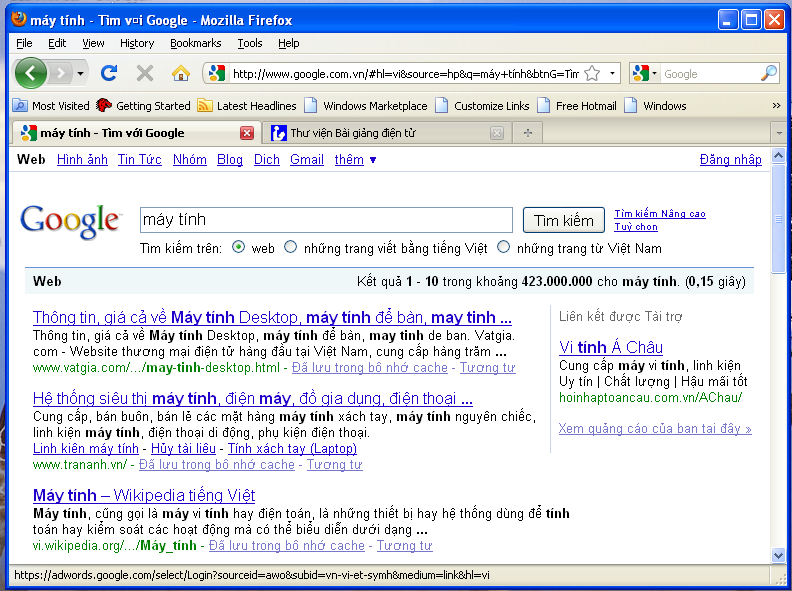 máy tính - Tìm vơi Google - Mozilla Firefox
File Edit View History Bookmarks Tools Help
http://www.google.com.vn/#hl=vi&source=hp&q=máy+tính&btnG=Tìm Google
Most Visited Getting Started Latest Headlines Windows Marketplace Customize Links Free Hotmail Windows »
máy tính - Tìm với Google Thư viện Bài giảng điện tử
Web Hình ảnh Tin Tức Nhóm Blog Dịch Gmail thêm ▼ Đăng nhập
Google máy tính Tìm kiếm Tìm kiếm Nâng cao
Tuỳ chọn
Tìm kiếm trên: web những trang viết bằng tiếng Việt những trang từ Việt Nam
Web Kết quả 1 - 10 trong khoảng 423.000.000 cho máy tính. (0,15 giây)
Thông tin, giá cả về Máy tính Desktop, máy tính để bàn, may tinh ...
Thông tin, giá cả về Máy tính Desktop, máy tính để bàn, may tinh de ban. Vatgia.
com - Website thương mại điện tử hàng đầu tại Việt Nam, cung cấp hàng trăm ...
www.vatgia.com/.../may-tinh-desktop.html - Đã lưu trong bộ nhớ cache - Tương tự
Hệ thống siêu thị máy tính, điện máy, đồ gia dụng, điện thoại ...
Cung cấp, bán buôn, bán lẻ các mặt hàng máy tính xách tay, máy tính nguyên chiếc,
linh kiện máy tính, điện thoại di động, phụ kiện điện thoại.
Linh kiện máy tính - Hủy tài liệu - Tính xách tay (Laptop)
www.trananh.vn/ - Đã lưu trong bộ nhớ cache - Tương tự
Máy tính – Wikipedia tiếng Việt
Máy tính, cũng gọi là máy vi tính hay điện toán, là những thiết bị hay hệ thống dùng để tính
toán hay kiểm soát các hoạt động mà có thể biểu diễn dưới dạng ...
vi.wikipedia.org/.../Máy_tính - Đã lưu trong bộ nhớ cache - Tương tự
Liên kết được Tài trợ
Vi tính Á Châu
Cung cấp máy vi tính, linh kiện
Uy tín | Chất lượng | Hậu mãi tốt
hoinhaptoancau.com.vn/AChau/
Xem quảng cáo của bạn tại đây »
https://adwords.google.com/select/Login?sourceid=awo&subid=vn-vi-et-symh&medium=link&hl=vi